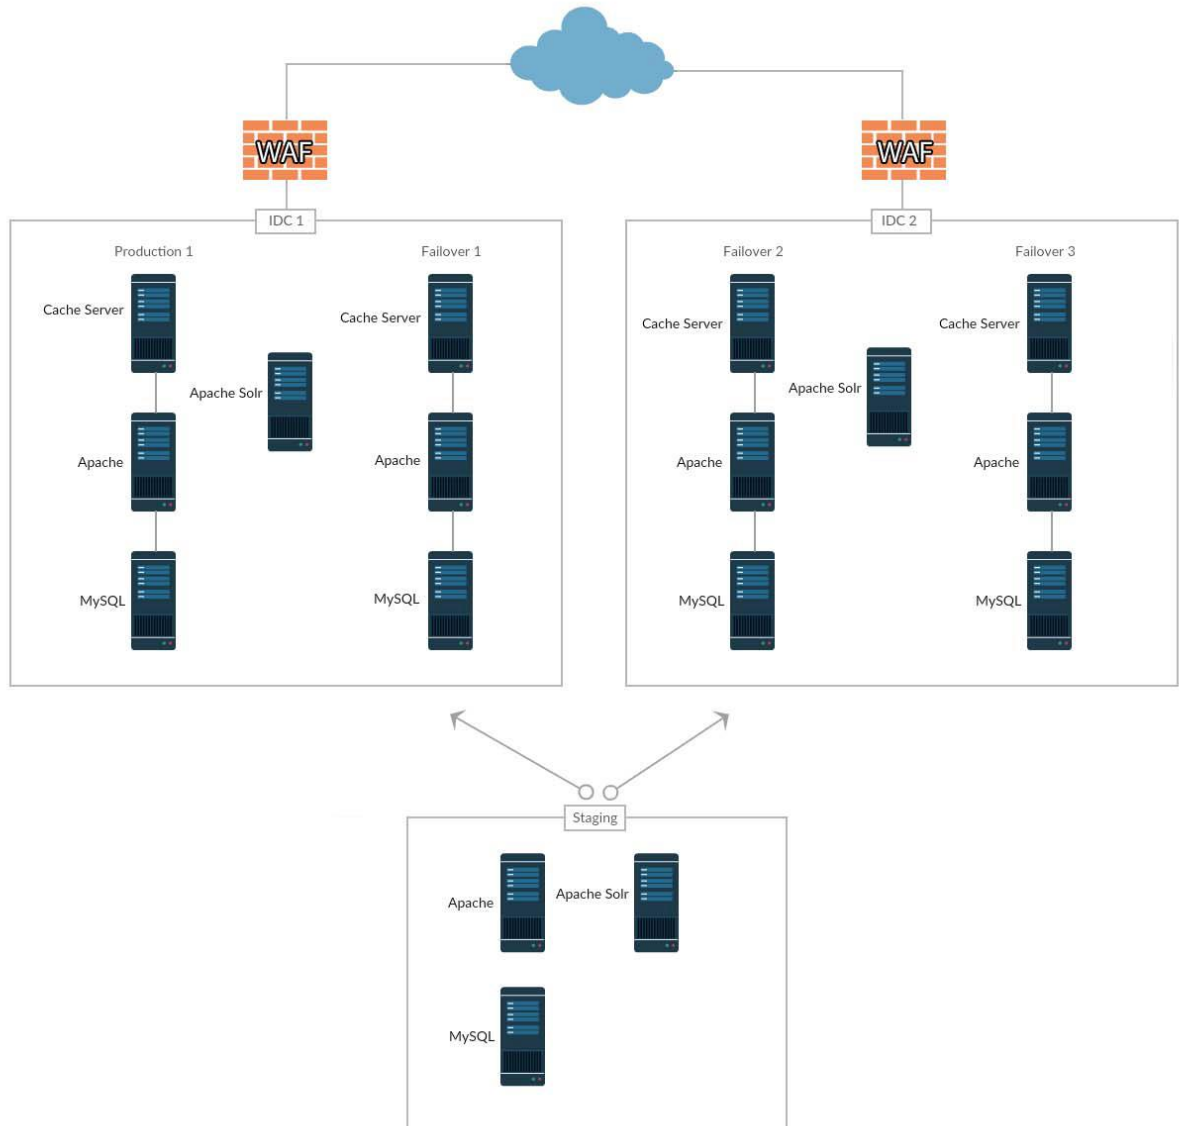 WAF
WAF
IDC 1
IDC 2
Production 1
Failover 1
Failover 2
Failover 3
Cache Server
Cache Server
Cache Server
Cache Server
Apache Solr
Apache Solr
Apache
Apache
Apache
Apache
MySQL
MySQL
MySQL
MySQL
Staging
Apache
Apache Solr
MySQL